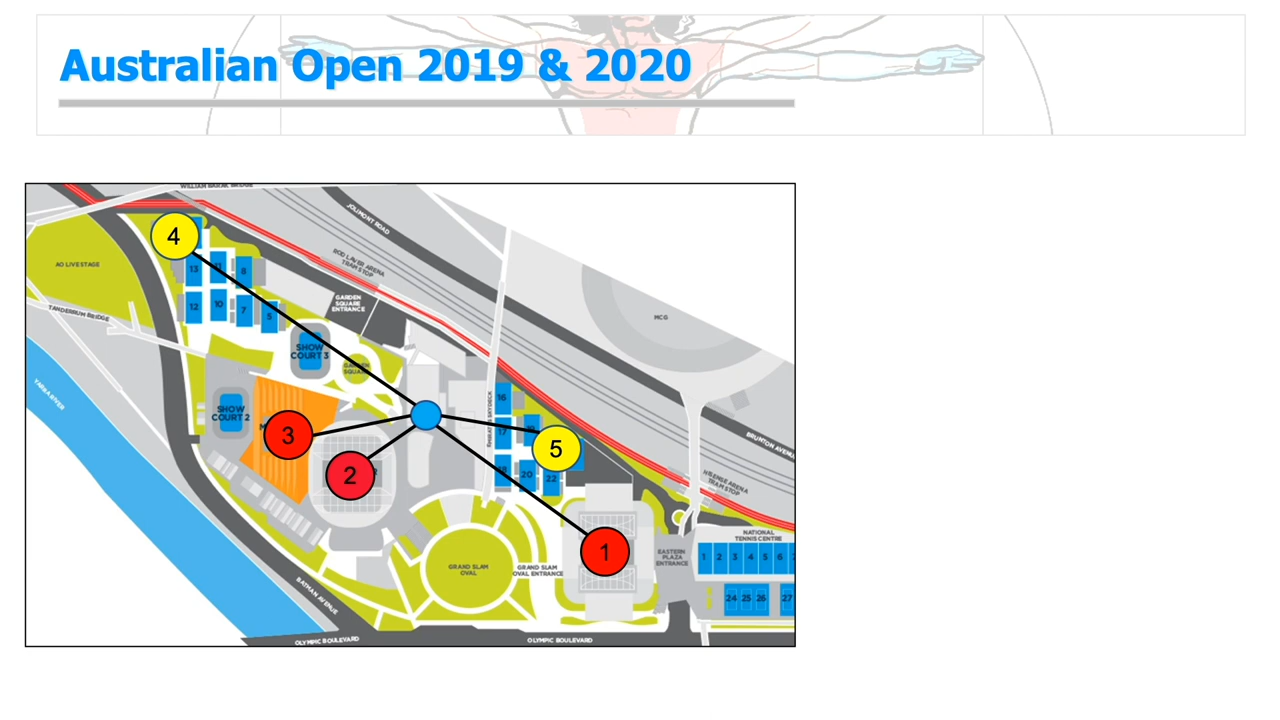 Australian Open 2019 & 2020
WILLIAM BARAK BRIDGE
JOLIMONT ROAD
4
AO LIVE STAGE
13
8
ROD LAVER ARENA
TRAM STOP
12
10
7
5
GARDEN
SQUARE
ENTRANCE
TANDERRUM BRIDGE
MCG
SHOW
COURT 3
GARDEN
SQUARE
YARRA RIVER
SHOW
COURT 2
16
17
3
5
BRUNTON AVENUE
2
20
22
HISENSE ARENA
TRAM STOP
1
NATIONAL
TENNIS CENTRE
EASTERN
PLAZA
ENTRANCE
1 2 3 4 5 6
GRAND SLAM
OVAL
GRAND SLAM
OVAL ENTRANCE
24 25 26 27
BATMAN AVENUE
OLYMPIC BOULEVARD
OLYMPIC BOULEVARD